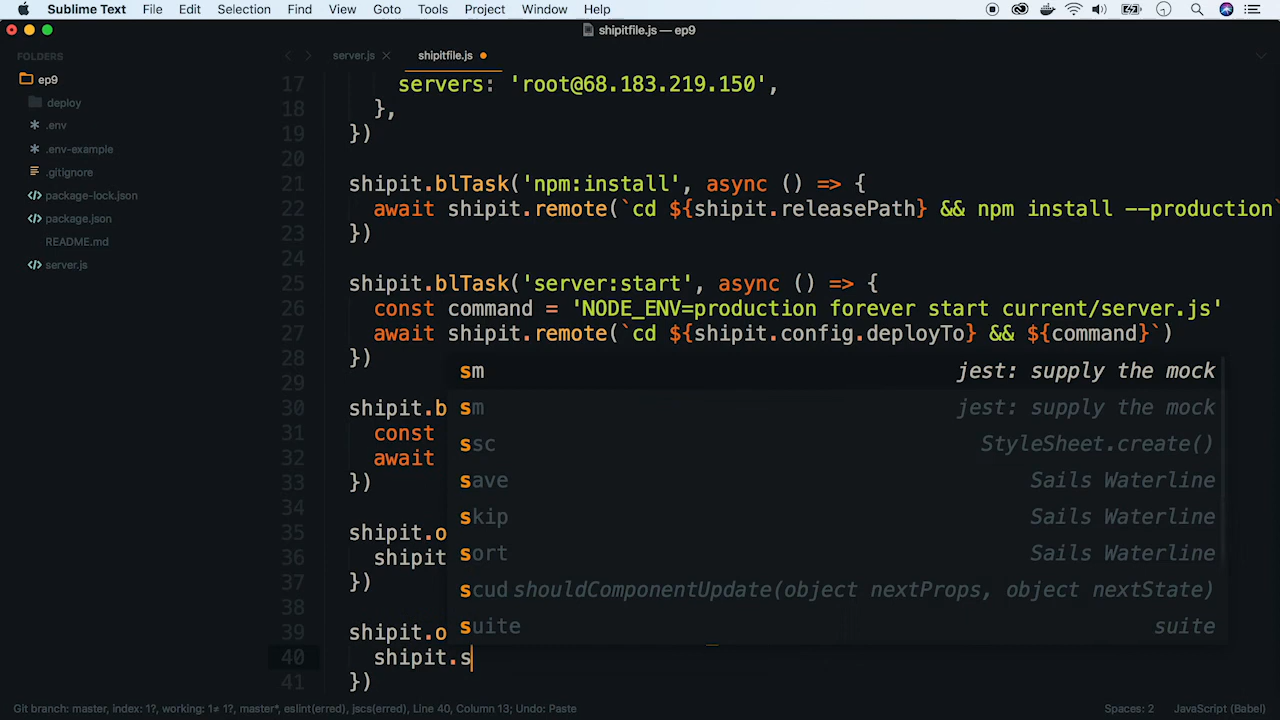 Sublime Text File Edit Selection Find View Goto Tools Project Window Help
shipitfile.js — ep9
FOLDERS
ep9
deploy
.env
.env-example
.gitignore
package-lock.json
package.json
README.md
server.js
server.js shipitfile.js
17 servers: 'root@68.183.219.150',
18 },
19 })
20
21 shipit.blTask('npm:install', async () => {
22 await shipit.remote(`cd ${shipit.releasePath} && npm install --production`
23 })
24
25 shipit.blTask('server:start', async () => {
26 const command = 'NODE_ENV=production forever start current/server.js'
27 await shipit.remote(`cd ${shipit.config.deployTo} && ${command}`)
28 })
29
30 shipit.b
31 const
32 await
33 })
34
35 shipit.o
36 shipit
37 })
38
39 shipit.o
40 shipit.s
41 })
sm jest: supply the mock
sm jest: supply the mock
ssc StyleSheet.create()
save Sails Waterline
skip Sails Waterline
sort Sails Waterline
scud shouldComponentUpdate(object nextProps, object nextState)
suite suite
Git branch: master, index: 1?, working: 1≠ 1?, master*, eslint(erred), jscs(erred), Line 40, Column 13; Undo: Paste
Spaces: 2 JavaScript (Babel)